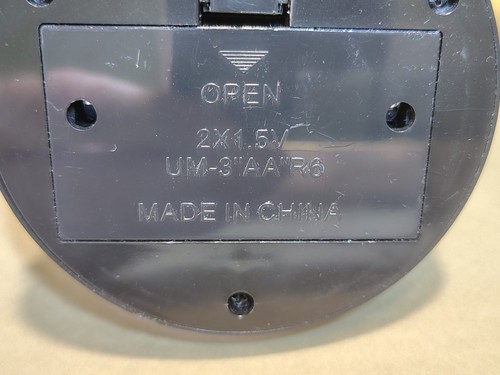 OPEN
2X1.5V
UM-3"AA"R6
MADE IN CHINA